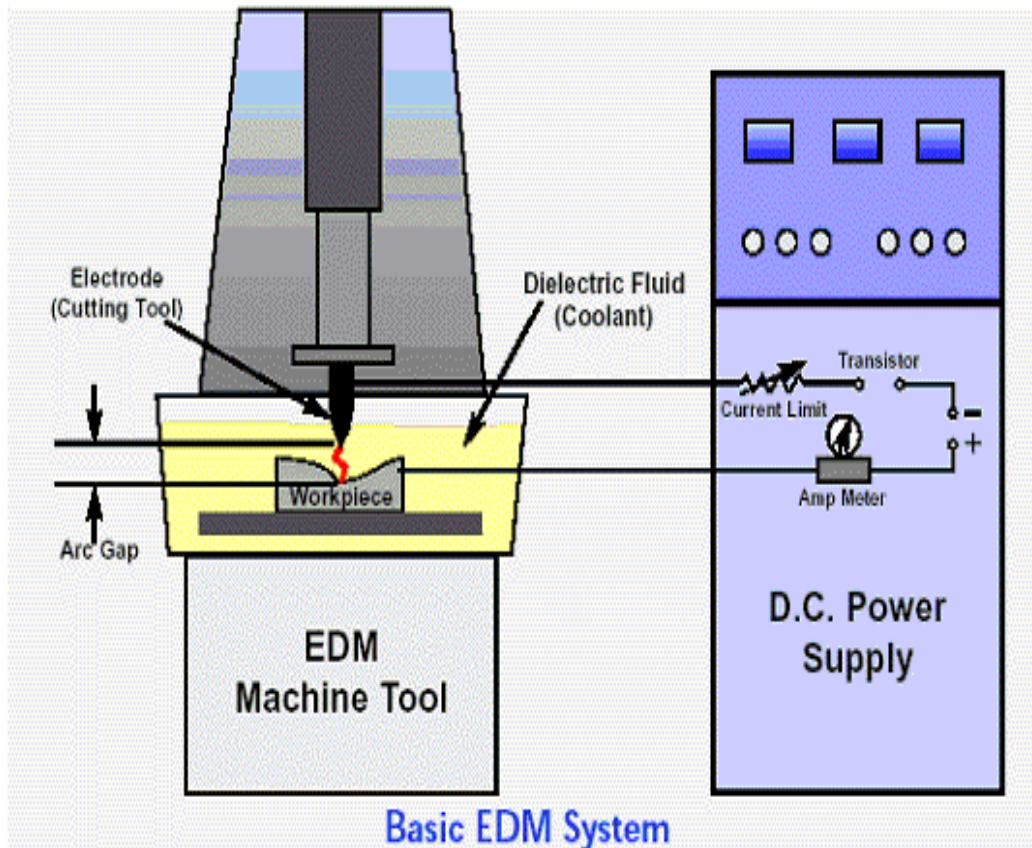 Electrode
(Cutting Tool)
Dielectric Fluid
(Coolant)
Transistor
Current Limit
-
+
Amp Meter
Workpiece
Arc Gap
D.C. Power
Supply
EDM
Machine Tool
Basic EDM System